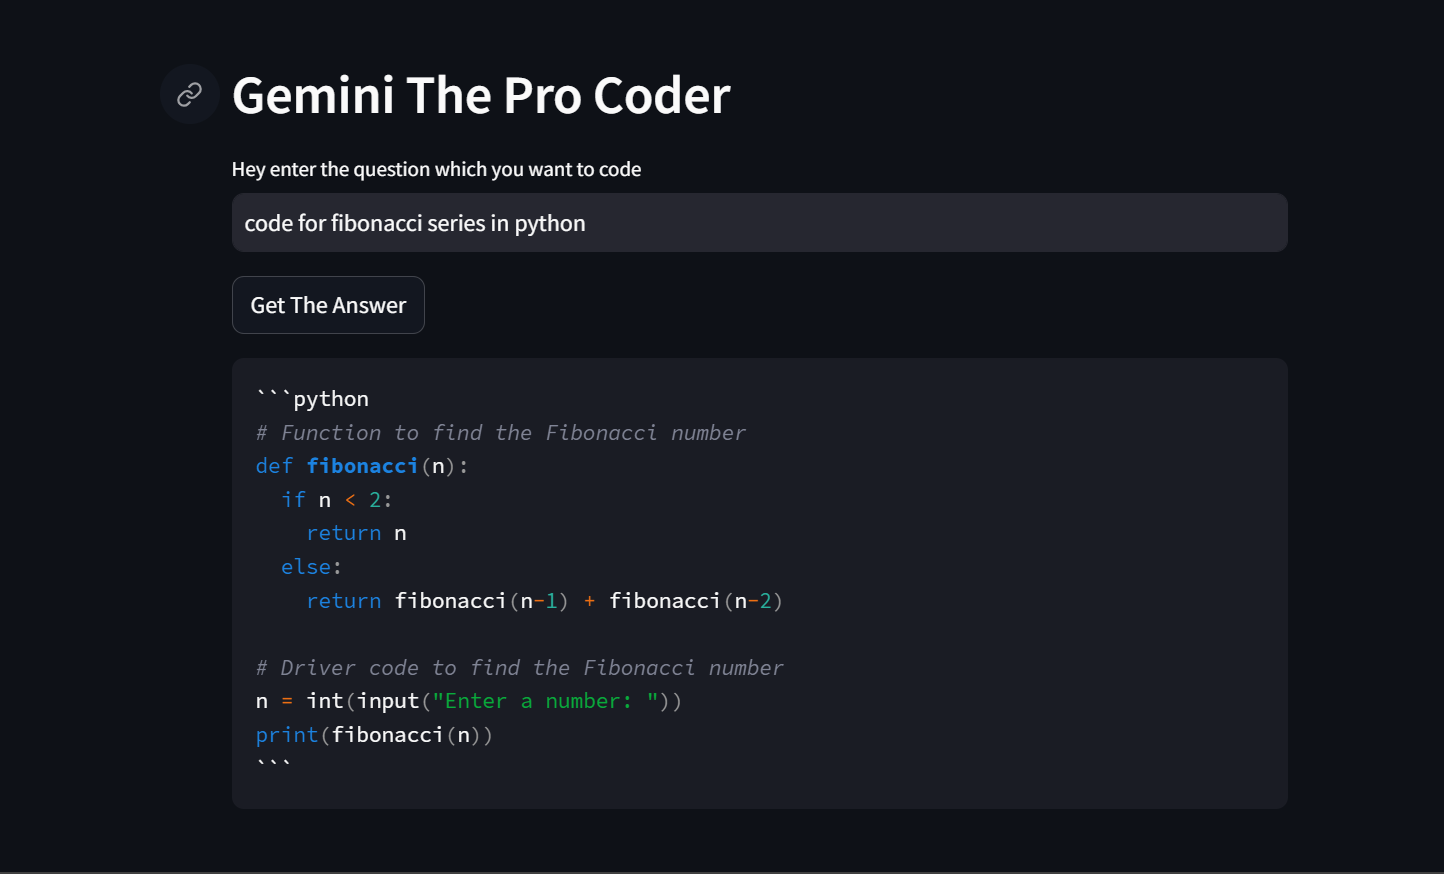 Gemini The Pro Coder
Hey enter the question which you want to code
code for fibonacci series in python
Get The Answer
```python
# Function to find the Fibonacci number
def fibonacci(n):
  if n < 2:
    return n
  else:
    return fibonacci(n-1) + fibonacci(n-2)

# Driver code to find the Fibonacci number
n = int(input("Enter a number: "))
print(fibonacci(n))
```